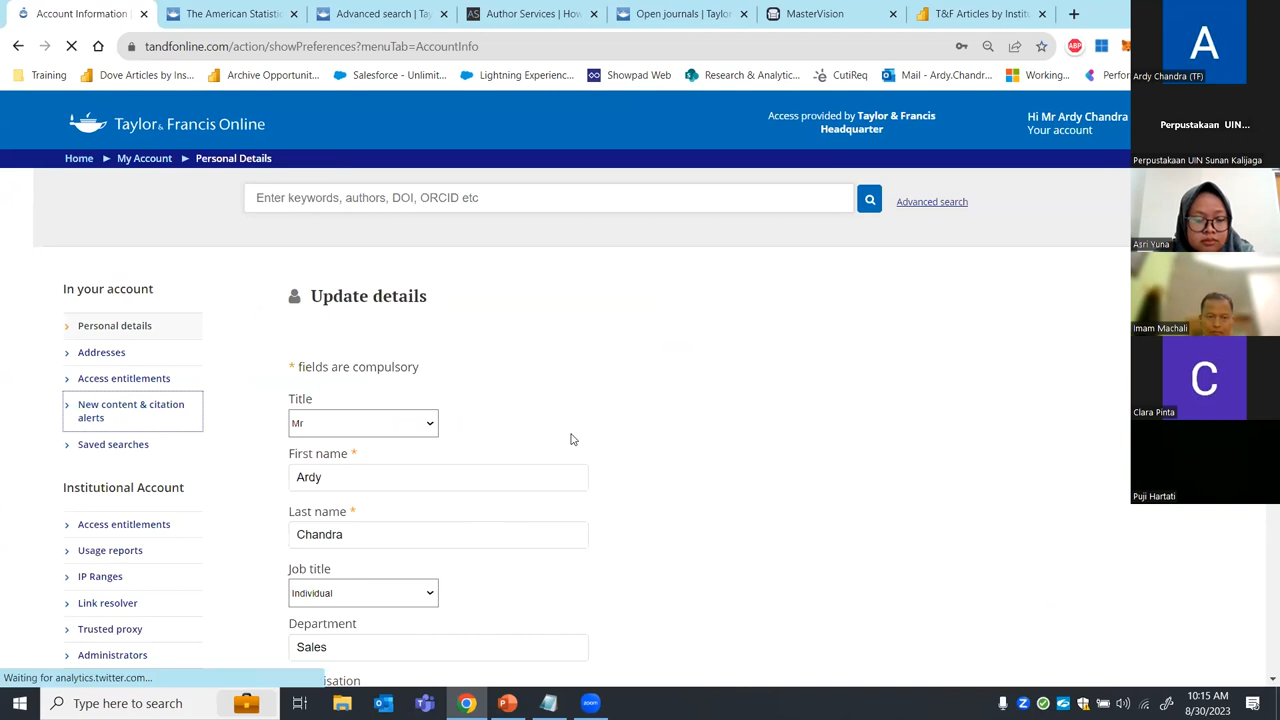 Account Information
The American Statistic
Advanced search | Tay
Author Services | How
Open journals | Taylor
MasterVision
T&F Articles by Institu
tandfonline.com/action/showPreferences?menuTab=AccountInfo
ABP
Training
Dove Articles by Ins...
Archive Opportunit...
Salesforce - Unlimit...
Lightning Experienc...
Showpad Web
Research & Analytic...
CutiReq
Mail - Ardy.Chandr...
Working...
Perfor
Taylor & Francis Online
Access provided by Taylor & Francis
Headquarter
Hi Mr Ardy Chandra
Your account
Home
My Account
Personal Details
Enter keywords, authors, DOI, ORCID etc
Advanced search
In your account
Personal details
Addresses
Access entitlements
New content & citation
alerts
Saved searches
Institutional Account
Access entitlements
Usage reports
IP Ranges
Link resolver
Trusted proxy
Administrators
Update details
* fields are compulsory
Title
Mr
First name *
Ardy
Last name *
Chandra
Job title
Individual
Department
Sales
isation
Waiting for analytics.twitter.com...
A
Ardy Chandra (TF)
Perpustakaan UIN...
Perpustakaan UIN Sunan Kalijaga
Asri Yuna
Imam Machali
C
Clara Pinta
Puji Hartati
Type here to search
zoom
10:15 AM
8/30/2023